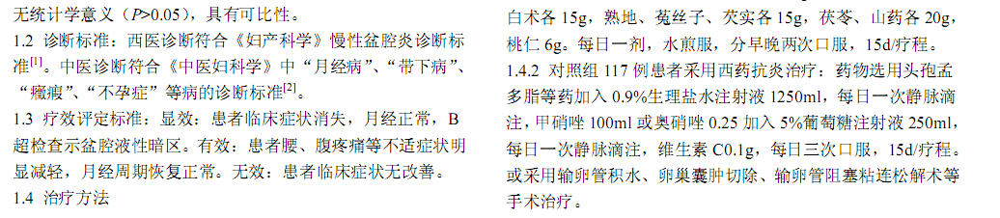 无统计学意义（P>0.05），具有可比性。
1.2 诊断标准：西医诊断符合《妇产科学》慢性盆腔炎诊断标
准[1]。中医诊断符合《中医妇科学》中“月经病”、“带下病”、
“癥瘕”、“不孕症”等病的诊断标准[2]。
1.3 疗效评定标准：显效：患者临床症状消失，月经正常，B
超检查示盆腔液性暗区。有效：患者腰、腹疼痛等不适症状明
显减轻，月经周期恢复正常。无效：患者临床症状无改善。
1.4 治疗方法
白术各 15g，熟地、菟丝子、芡实各 15g，茯苓、山药各 20g，
桃仁 6g。每日一剂，水煎服，分早晚两次口服，15d/疗程。
1.4.2 对照组 117 例患者采用西药抗炎治疗：药物选用头孢孟
多脂等药加入 0.9%生理盐水注射液 1250ml，每日一次静脉滴
注，甲硝唑 100ml 或奥硝唑 0.25 加入 5%葡萄糖注射液 250ml，
每日一次静脉滴注，维生素 C0.1g，每日三次口服，15d/疗程。
或采用输卵管积水、卵巢囊肿切除、输卵管阻塞粘连松解术等
手术治疗。